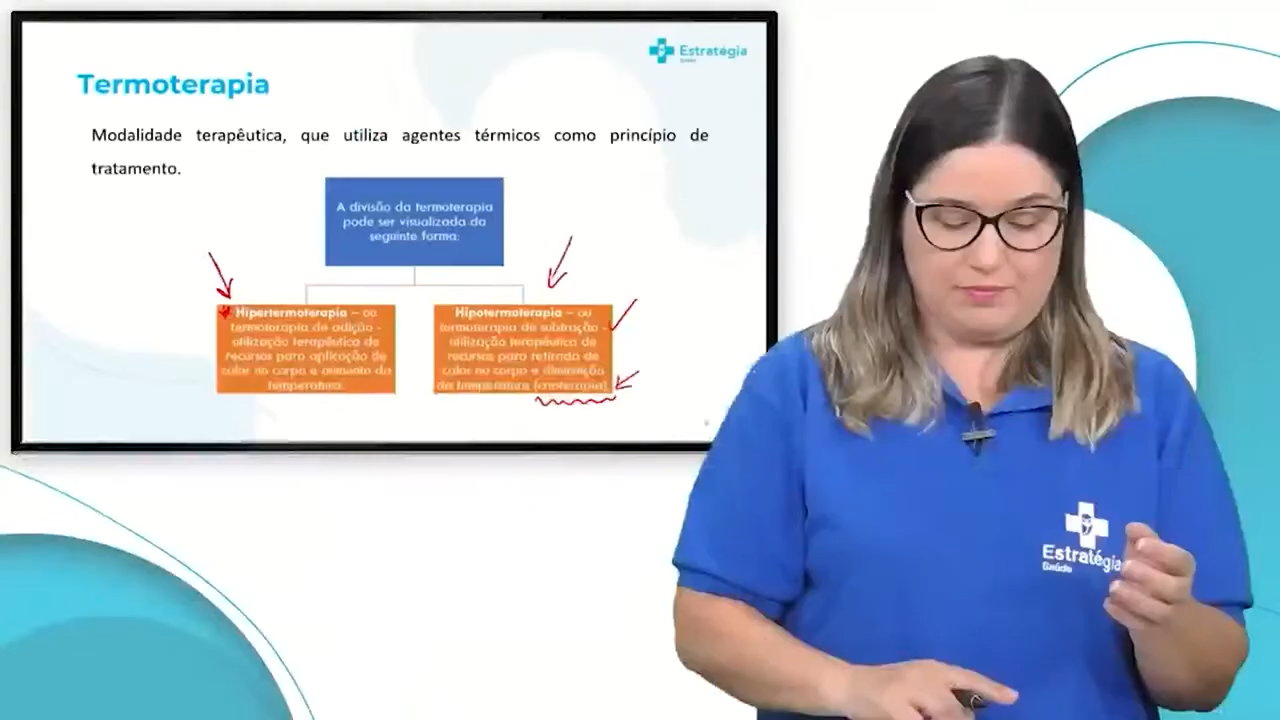 Estratégia
Saúde
Termoterapia
Modalidade terapêutica, que utiliza agentes térmicos como princípio de
tratamento.
A divisão da termoterapia
pode ser visualizada da
seguinte forma:
Hipertermoterapia – ou
termoterapia de adição -
utilização terapêutica de
recursos para aplicação de
calor no corpo e aumento da
temperatura.
Hipotermoterapia – ou
termoterapia de subtração -
utilização terapêutica de
recursos para retirada de
calor no corpo e diminuição
da temperatura (crioterapia).
Estratégia
Saúde